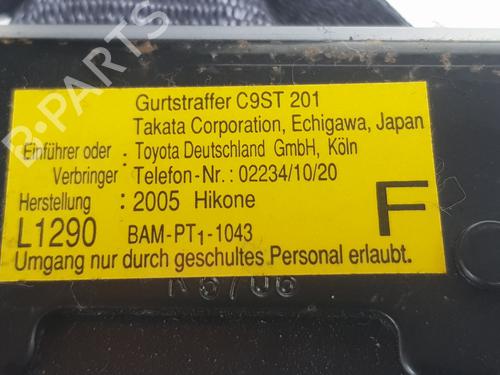 Gurtstraffer C9ST 201
Takata Corporation, Echigawa, Japan
Einführer oder : Toyota Deutschland GmbH, Köln
Verbringer Telefon-Nr.: 02234/10/20
Herstellung : 2005 Hikone
F
L1290 BAM-PT1-1043
Umgang nur durch geschultes Personal erlaubt.
B-Parts